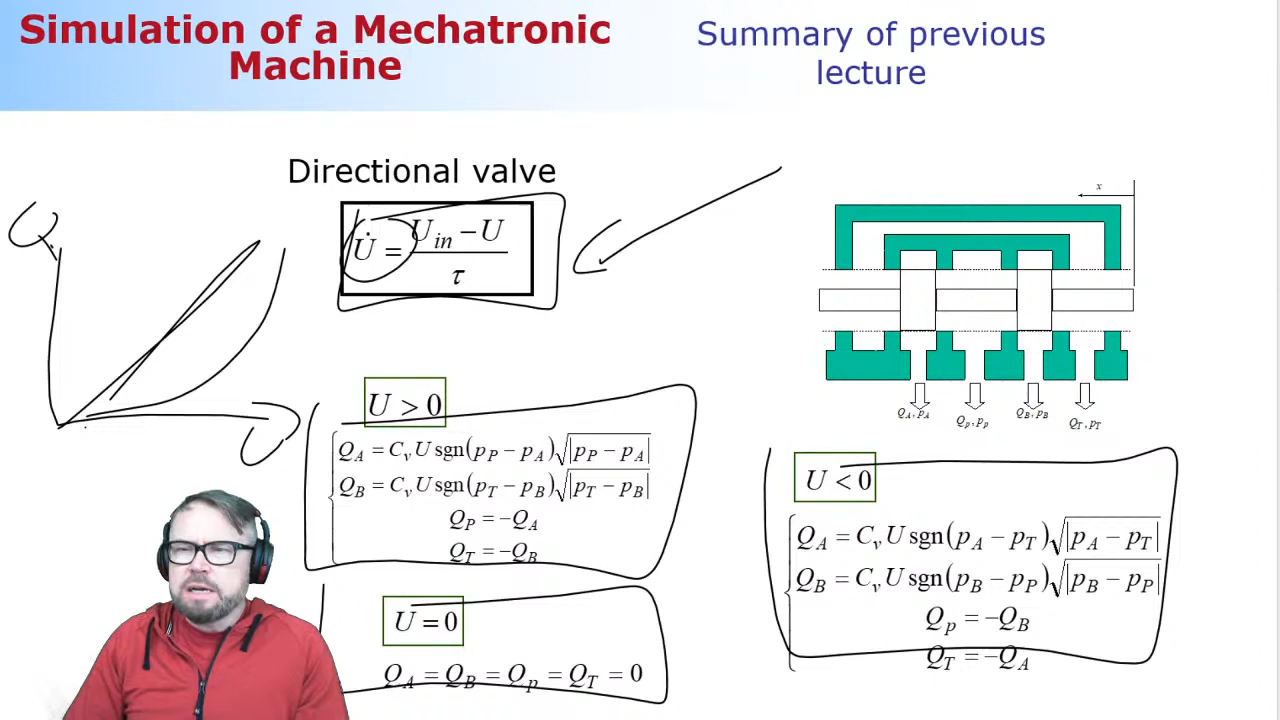 Simulation of a Mechatronic
Machine
Summary of previous
lecture
Directional valve
Q
U
U̇ = (U_in − U)/τ
x
Q_A, p_A
Q_p, p_p
Q_B, p_B
Q_T, p_T
U > 0
Q_A = C_v U sgn(p_P − p_A)√|p_P − p_A|
Q_B = C_v U sgn(p_T − p_B)√|p_T − p_B|
Q_P = −Q_A
Q_T = −Q_B
U = 0
Q_A = Q_B = Q_p = Q_T = 0
U < 0
Q_A = C_v U sgn(p_A − p_T)√|p_A − p_T|
Q_B = C_v U sgn(p_B − p_P)√|p_B − p_P|
Q_p = −Q_B
Q_T = −Q_A